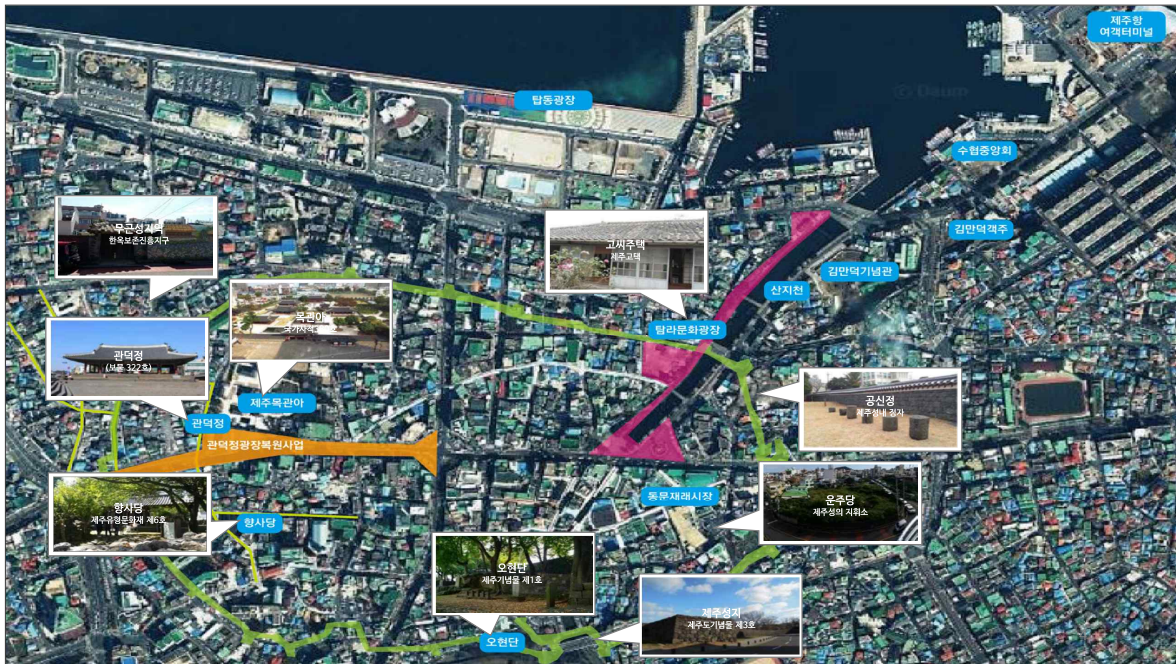 제주항
여객터미널
탑동광장
© Daum
수협중앙회
무근성지역
한옥보존진흥지구
고씨주택
제주고택
김만덕객주
김만덕기념관
산지천
목관아
탐라문화광장
관덕정
(보물 322호)
제주목관아
공신정
제주성내 정자
관덕정
관덕정광장복원사업
운주당
제주성의 지휘소
동문재래시장
향사당
제주유형문화재 제6호
향사당
오현단
제주기념물 제1호
제주성지
제주도기념물 제3호
오현단